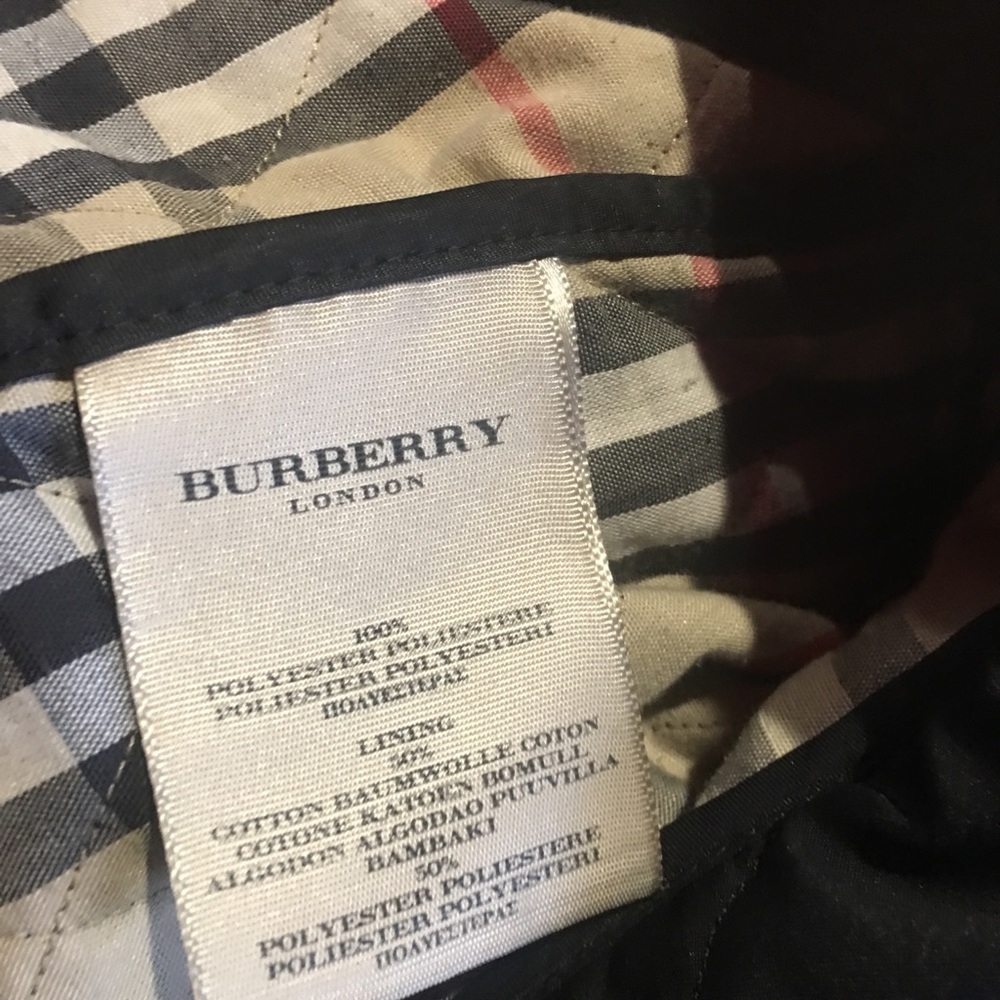 BURBERRY
LONDON
100%
POLYESTER POLIESTERE
POLIESTER POLYESTERI
ΠΟΛΥΕΣΤΕΡΑΣ
LINING
50%
COTTON BAUMWOLLE COTON
COTONE KATOEN BOMULL
ALGODON ALGODAO PUUVILLA
BAMBAKI
50%
POLYESTER POLIESTERE
POLIESTER POLYESTERI
ΠΟΛΥΕΣΤΕΡΑΣ